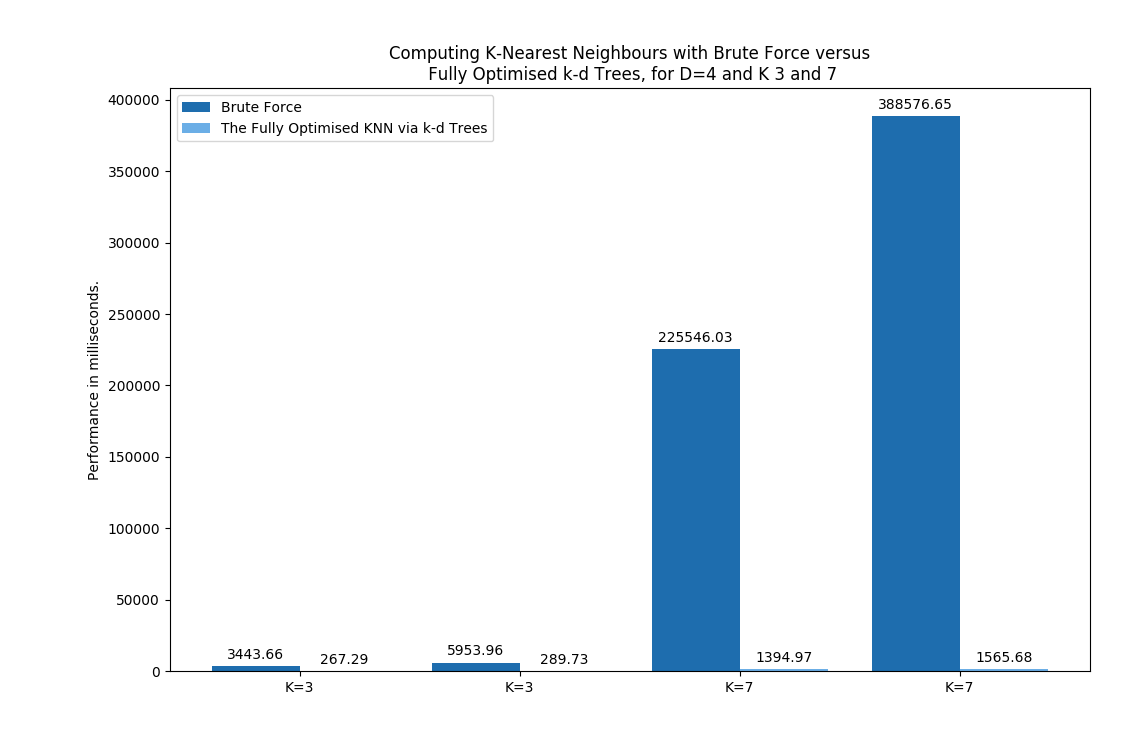 Computing K-Nearest Neighbours with Brute Force versus
Fully Optimised k-d Trees, for D=4 and K 3 and 7
Brute Force
The Fully Optimised KNN via k-d Trees
Performance in milliseconds.
400000
350000
300000
250000
200000
150000
100000
50000
0
3443.66
267.29
5953.96
289.73
225546.03
1394.97
388576.65
1565.68
K=3
K=3
K=7
K=7